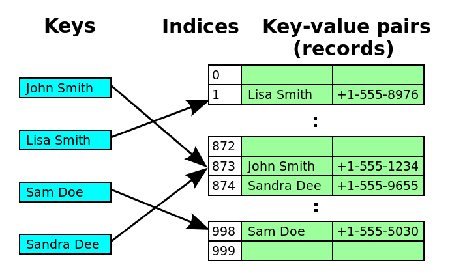 Keys
Indices
Key-value pairs
(records)
John Smith
Lisa Smith
Sam Doe
Sandra Dee
0
1 Lisa Smith +1-555-8976
:
872
873 John Smith +1-555-1234
874 Sandra Dee +1-555-9655
:
998 Sam Doe +1-555-5030
999